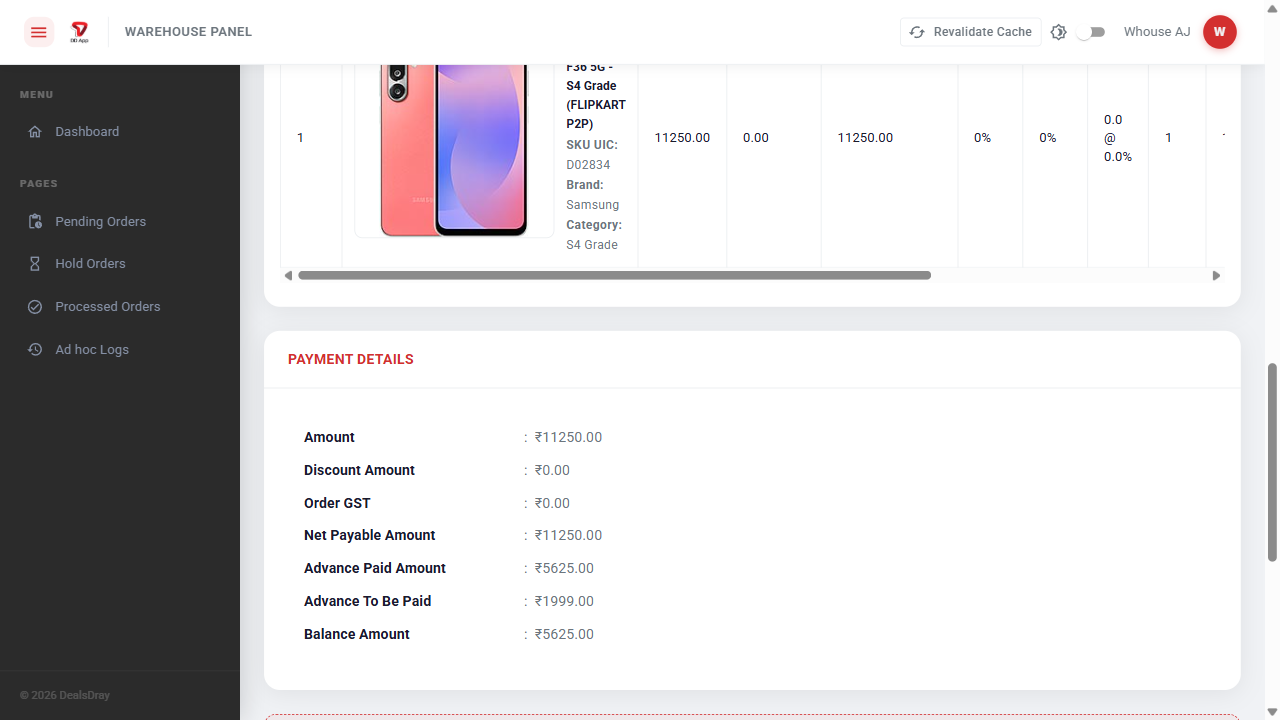 DD App
WAREHOUSE PANEL
Revalidate Cache
Whouse AJ
W
MENU
Dashboard
PAGES
Pending Orders
Hold Orders
Processed Orders
Ad hoc Logs
© 2026 DealsDray
F36 5G -
S4 Grade
(FLIPKART
P2P)
SKU UIC:
D02834
Brand:
Samsung
Category:
S4 Grade
1
SAMSUNG
11250.00
0.00
11250.00
0%
0%
0.0
@
0.0%
1
PAYMENT DETAILS
Amount : ₹11250.00
Discount Amount : ₹0.00
Order GST : ₹0.00
Net Payable Amount : ₹11250.00
Advance Paid Amount : ₹5625.00
Advance To Be Paid : ₹1999.00
Balance Amount : ₹5625.00